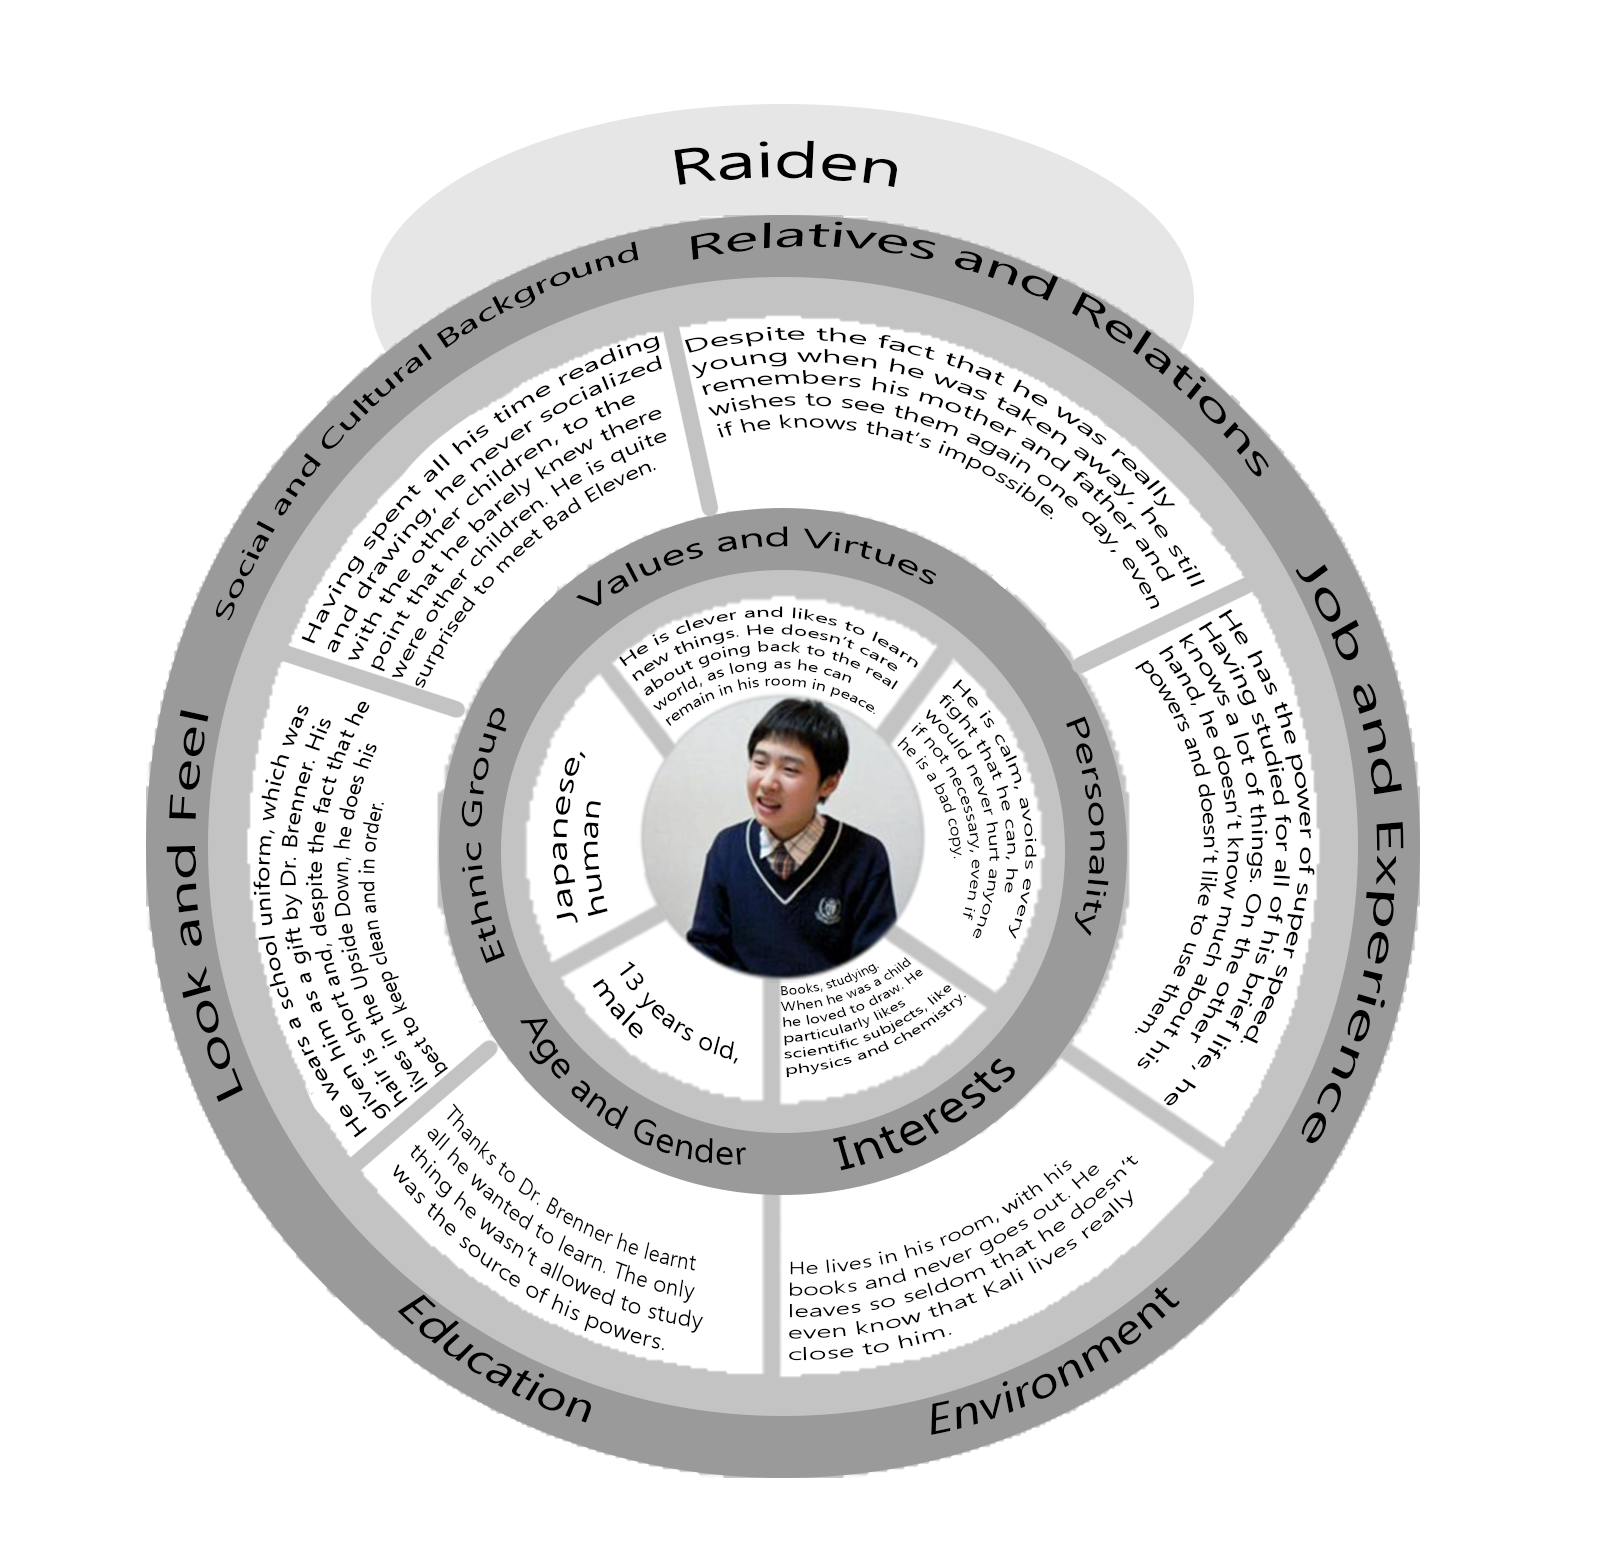 Raiden
Relatives and Relations
Despite the fact that he was really
young when he was taken away, he still
remembers his mother and father and
wishes to see them again one day, even
if he knows that's impossible.
Job and Experience
He has the power of super speed.
Having studied for all of his brief life, he
knows a lot of things. On the other
hand, he doesn't know much about his
powers and doesn't like to use them.
Environment
He lives in his room, with his
books and never goes out. He
leaves so seldom that he doesn't
even know that Kali lives really
close to him.
Education
Thanks to Dr. Brenner he learnt
all he wanted to learn. The only
thing he wasn't allowed to study
was the source of his powers.
Look and Feel
He wears a school uniform, which was
given him as a gift by Dr. Brenner. His
hair is short and, despite the fact that he
lives in the Upside Down, he does his
best to keep clean and in order.
Social and Cultural Background
Having spent all his time reading
and drawing, he never socialized
with the other children, to the
point that he barely knew there
were other children. He is quite
surprised to meet Bad Eleven.
Values and Virtues
He is clever and likes to learn
new things. He doesn't care
about going back to the real
world, as long as he can
remain in his room in peace.
Personality
He is calm, avoids every
fight that he can, he
would never hurt anyone
if not necessary, even if
he is a bad copy.
Interests
Books, studying.
When he was a child
he loved to draw. He
particularly likes
scientific subjects, like
physics and chemistry.
Age and Gender
13 years old,
male
Ethnic Group
Japanese,
human